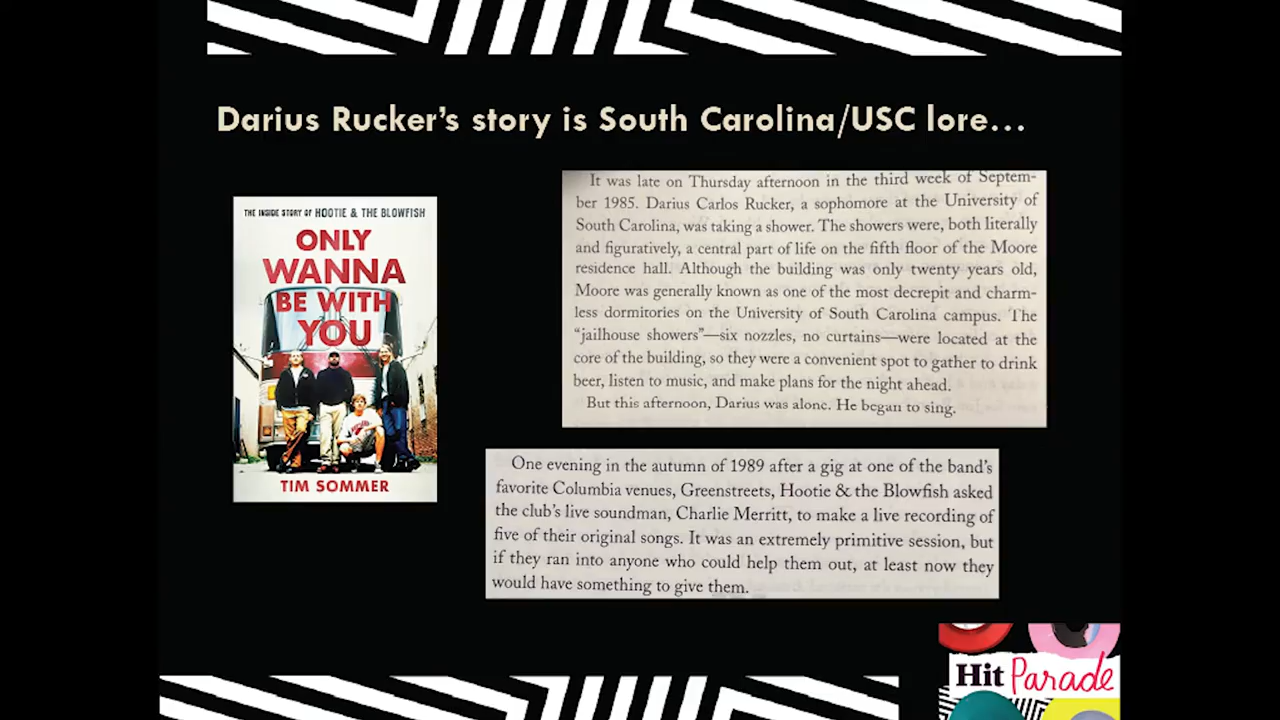 Darius Rucker's story is South Carolina/USC lore...
THE INSIDE STORY OF HOOTIE & THE BLOWFISH
ONLY
WANNA
BE WITH
YOU
TIM SOMMER
It was late on Thursday afternoon in the third week of Septem-
ber 1985. Darius Carlos Rucker, a sophomore at the University of
South Carolina, was taking a shower. The showers were, both literally
and figuratively, a central part of life on the fifth floor of the Moore
residence hall. Although the building was only twenty years old,
Moore was generally known as one of the most decrepit and charm-
less dormitories on the University of South Carolina campus. The
"jailhouse showers"—six nozzles, no curtains—were located at the
core of the building, so they were a convenient spot to gather to drink
beer, listen to music, and make plans for the night ahead.
But this afternoon, Darius was alone. He began to sing.
One evening in the autumn of 1989 after a gig at one of the band's
favorite Columbia venues, Greenstreets, Hootie & the Blowfish asked
the club's live soundman, Charlie Merritt, to make a live recording of
five of their original songs. It was an extremely primitive session, but
if they ran into anyone who could help them out, at least now they
would have something to give them.
Hit Parade